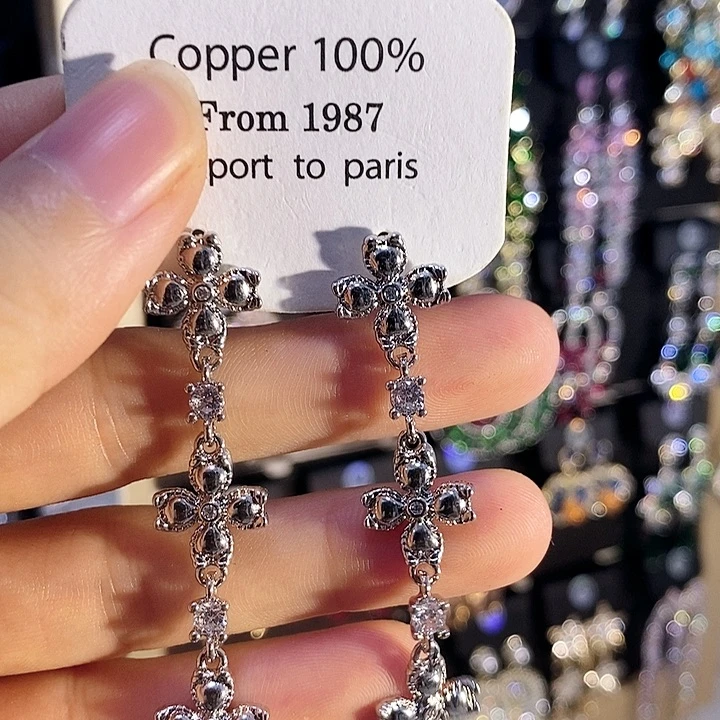 Copper 100%
From 1987
port to paris